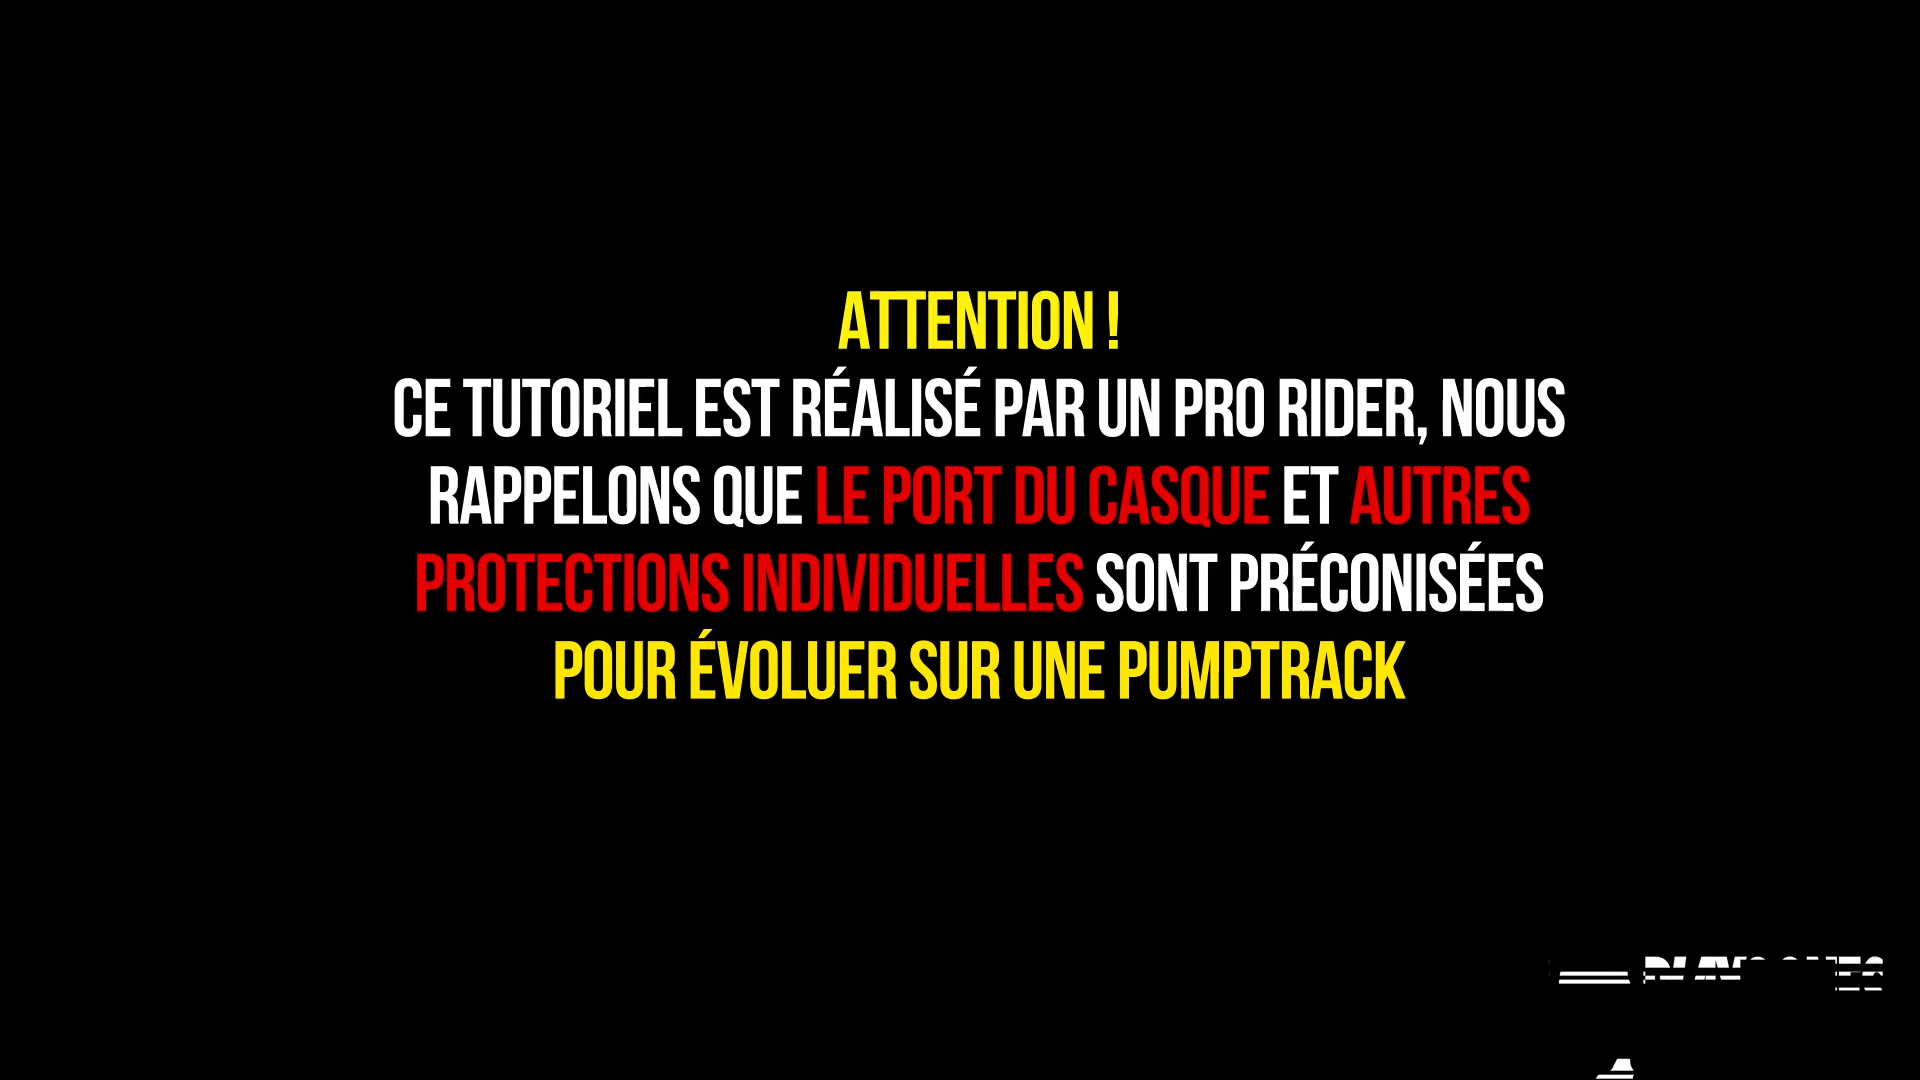 ATTENTION !
CE TUTORIEL EST RÉALISÉ PAR UN PRO RIDER, NOUS
RAPPELONS QUE LE PORT DU CASQUE ET AUTRES
PROTECTIONS INDIVIDUELLES SONT PRÉCONISÉES
POUR ÉVOLUER SUR UNE PUMPTRACK